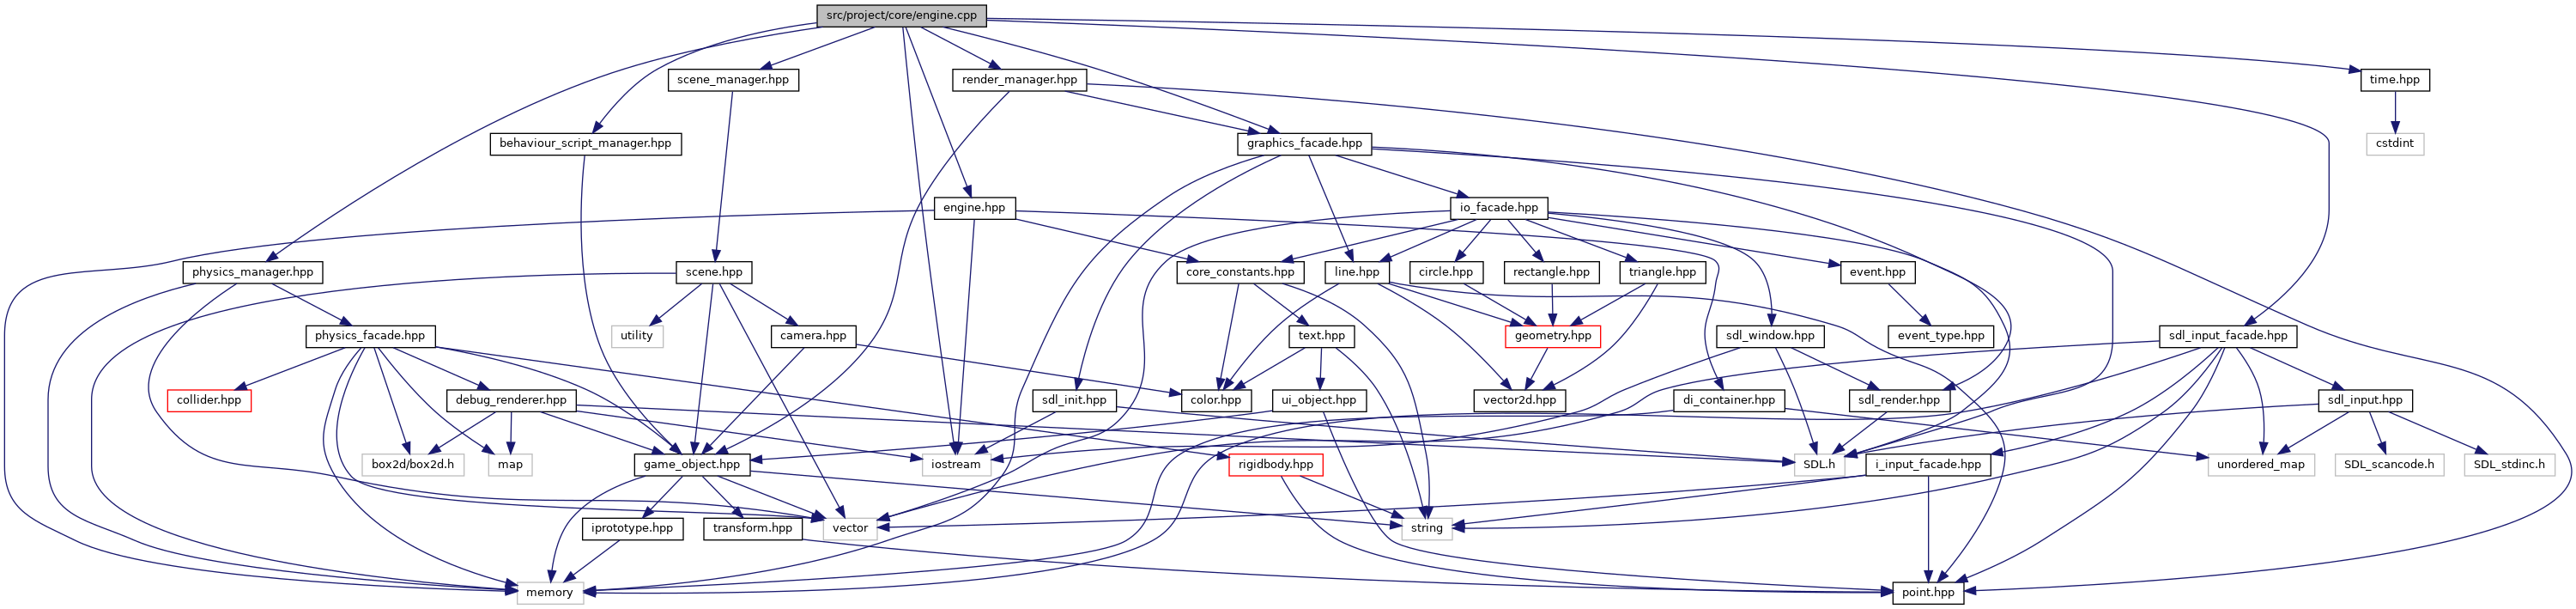 src/project/core/engine.cpp
scene_manager.hpp
render_manager.hpp
time.hpp
behaviour_script_manager.hpp
graphics_facade.hpp
cstdint
engine.hpp
io_facade.hpp
physics_manager.hpp
scene.hpp
core_constants.hpp
line.hpp
circle.hpp
rectangle.hpp
triangle.hpp
event.hpp
physics_facade.hpp
utility
camera.hpp
text.hpp
geometry.hpp
sdl_window.hpp
event_type.hpp
sdl_input_facade.hpp
collider.hpp
debug_renderer.hpp
sdl_init.hpp
color.hpp
ui_object.hpp
vector2d.hpp
di_container.hpp
sdl_render.hpp
sdl_input.hpp
box2d/box2d.h
map
game_object.hpp
iostream
rigidbody.hpp
SDL.h
i_input_facade.hpp
unordered_map
SDL_scancode.h
SDL_stdinc.h
iprototype.hpp
transform.hpp
vector
string
memory
point.hpp